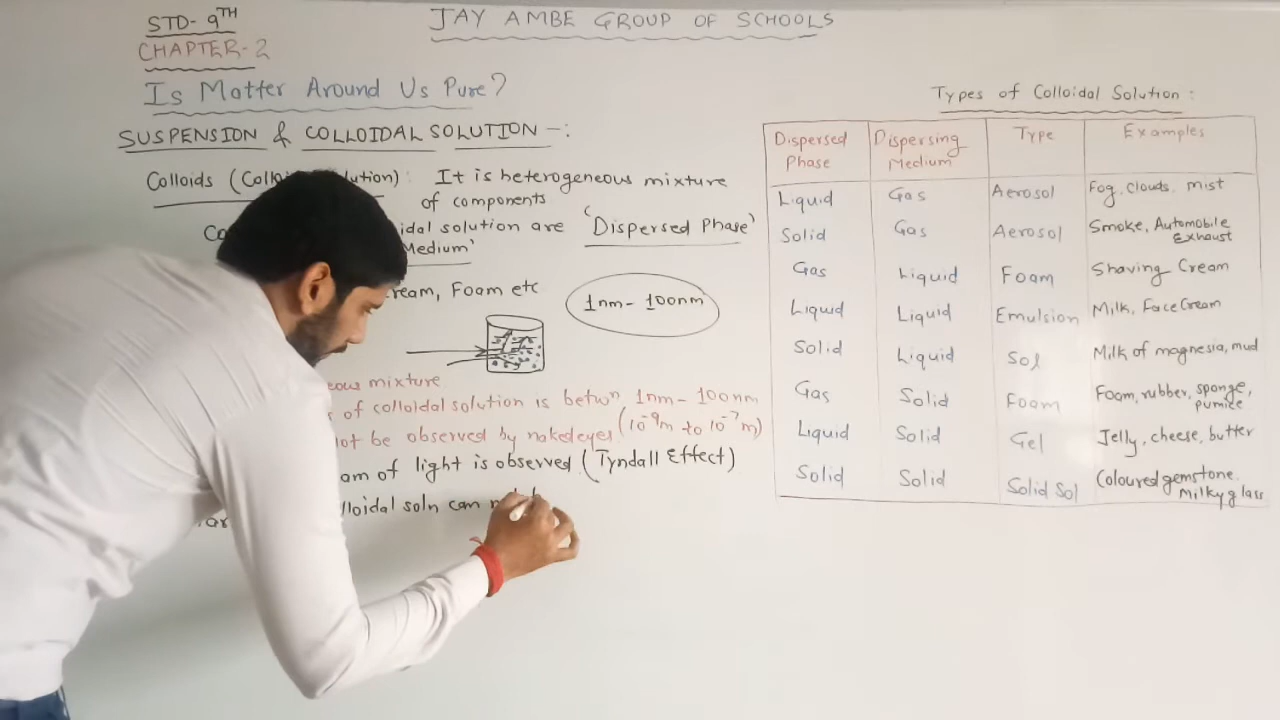 STD- 9TH
JAY AMBE GROUP OF SCHOOLS
CHAPTER-2
Is Matter Around Us Pure?
SUSPENSION & COLLOIDAL SOLUTION -:
Colloids (Collo ution): It is heterogeneous mixture
of components
Co idal solution are 'Dispersed Phase'
Medium'
ream, Foam etc
1nm - 100nm
eous mixture
s of colloidal solution is betwn 1nm - 100nm
ot be observed by naked eyes (10⁻⁹m to 10⁻⁷m)
am of light is observed (Tyndall Effect)
lloidal soln can
Types of Colloidal Solution:
Dispersed Phase Dispersing Medium Type Examples
Liquid Gas Aerosol Fog, clouds, mist
Solid Gas Aerosol Smoke, Automobile Exhaust
Gas Liquid Foam Shaving Cream
Liquid Liquid Emulsion Milk, Face Cream
Solid Liquid Sol Milk of magnesia, mud
Gas Solid Foam Foam, rubber, sponge, pumice
Liquid Solid Gel Jelly, cheese, butter
Solid Solid Solid Sol Coloured gemstone. Milky glass